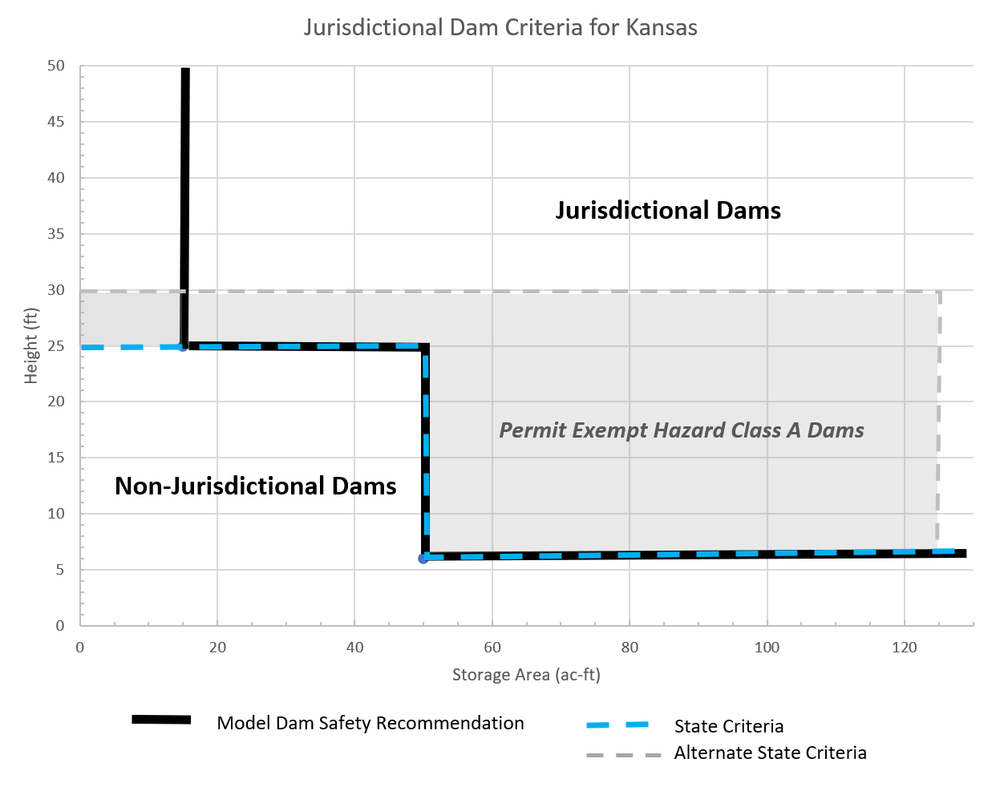 Jurisdictional Dam Criteria for Kansas
50
45
40
Jurisdictional Dams
35
30
Height (ft)
25
20
Permit Exempt Hazard Class A Dams
15
Non-Jurisdictional Dams
10
5
0
0 20 40 60 80 100 120
Storage Area (ac-ft)
Model Dam Safety Recommendation
State Criteria
Alternate State Criteria